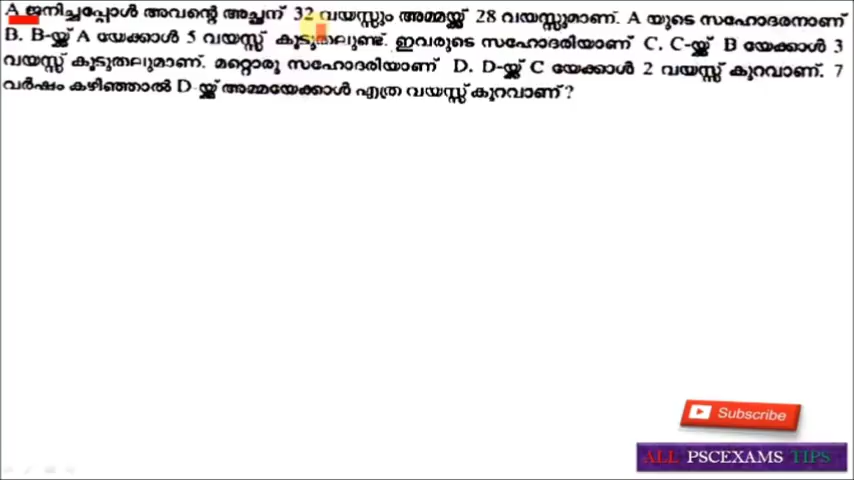 A ജനിച്ചപ്പോൾ അവന്റെ അച്ഛന് 32 വയസ്സും അമ്മയ്ക്ക് 28 വയസ്സുമാണ്. A യുടെ സഹോദരനാണ്
B. B-യ്ക്ക് A യേക്കാൾ 5 വയസ്സ് കൂടുതലുണ്ട്. ഇവരുടെ സഹോദരിയാണ് C. C-യ്ക്ക് B യേക്കാൾ 3
വയസ്സ് കൂടുതലുമാണ്. മറ്റൊരു സഹോദരിയാണ് D. D-യ്ക്ക് C യേക്കാൾ 2 വയസ്സ് കുറവാണ്. 7
വർഷം കഴിഞ്ഞാൽ D-യ്ക്ക് അമ്മയേക്കാൾ എത്ര വയസ്സ് കുറവാണ് ?
Subscribe
ALL PSCEXAMS TIPS